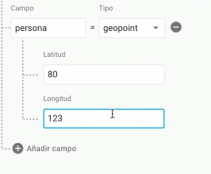 Campo Tipo
persona = geopoint
Latitud
80
Longitud
123
Añadir campo